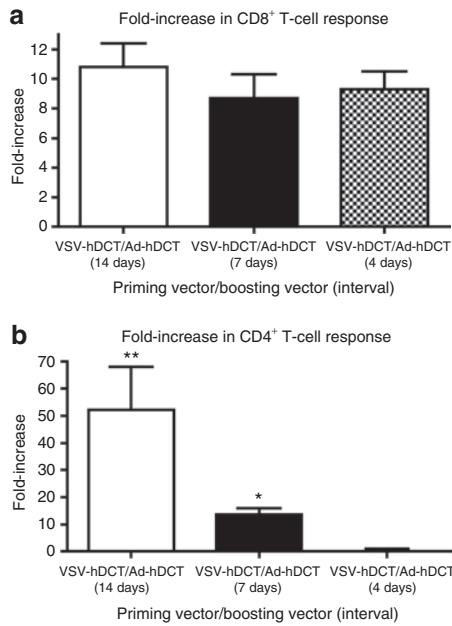 a
Fold-increase in CD8+ T-cell response
12
10
8
6
4
2
0
Fold-increase
VSV-hDCT/Ad-hDCT VSV-hDCT/Ad-hDCT VSV-hDCT/Ad-hDCT
(14 days) (7 days) (4 days)
Priming vector/boosting vector (interval)
b
Fold-increase in CD4+ T-cell response
70
60
50
40
30
20
10
0
Fold-increase
**
*
VSV-hDCT/Ad-hDCT VSV-hDCT/Ad-hDCT VSV-hDCT/Ad-hDCT
(14 days) (7 days) (4 days)
Priming vector/boosting vector (interval)